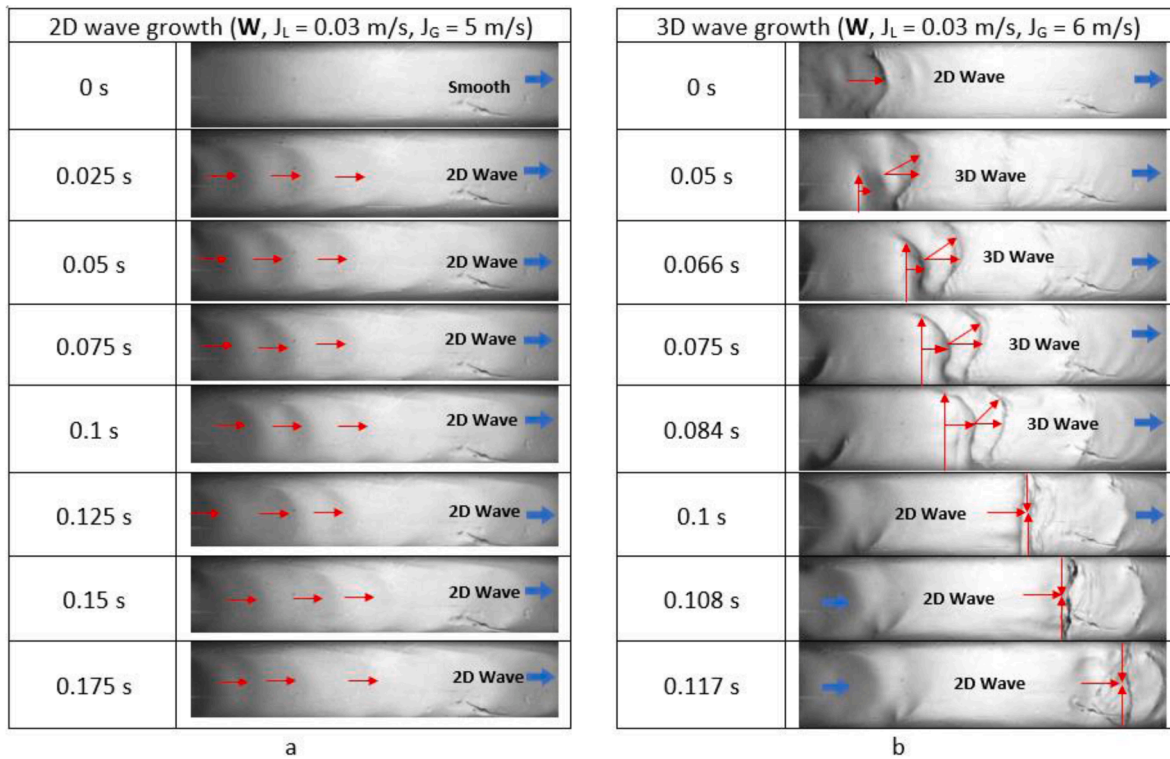 2D wave growth (W, JL = 0.03 m/s, JG = 5 m/s)
0 s
Smooth
0.025 s
2D Wave
0.05 s
2D Wave
0.075 s
2D Wave
0.1 s
2D Wave
0.125 s
2D Wave
0.15 s
2D Wave
0.175 s
2D Wave
a
3D wave growth (W, JL = 0.03 m/s, JG = 6 m/s)
0 s
2D Wave
0.05 s
3D Wave
0.066 s
3D Wave
0.075 s
3D Wave
0.084 s
3D Wave
0.1 s
2D Wave
0.108 s
2D Wave
0.117 s
2D Wave
b